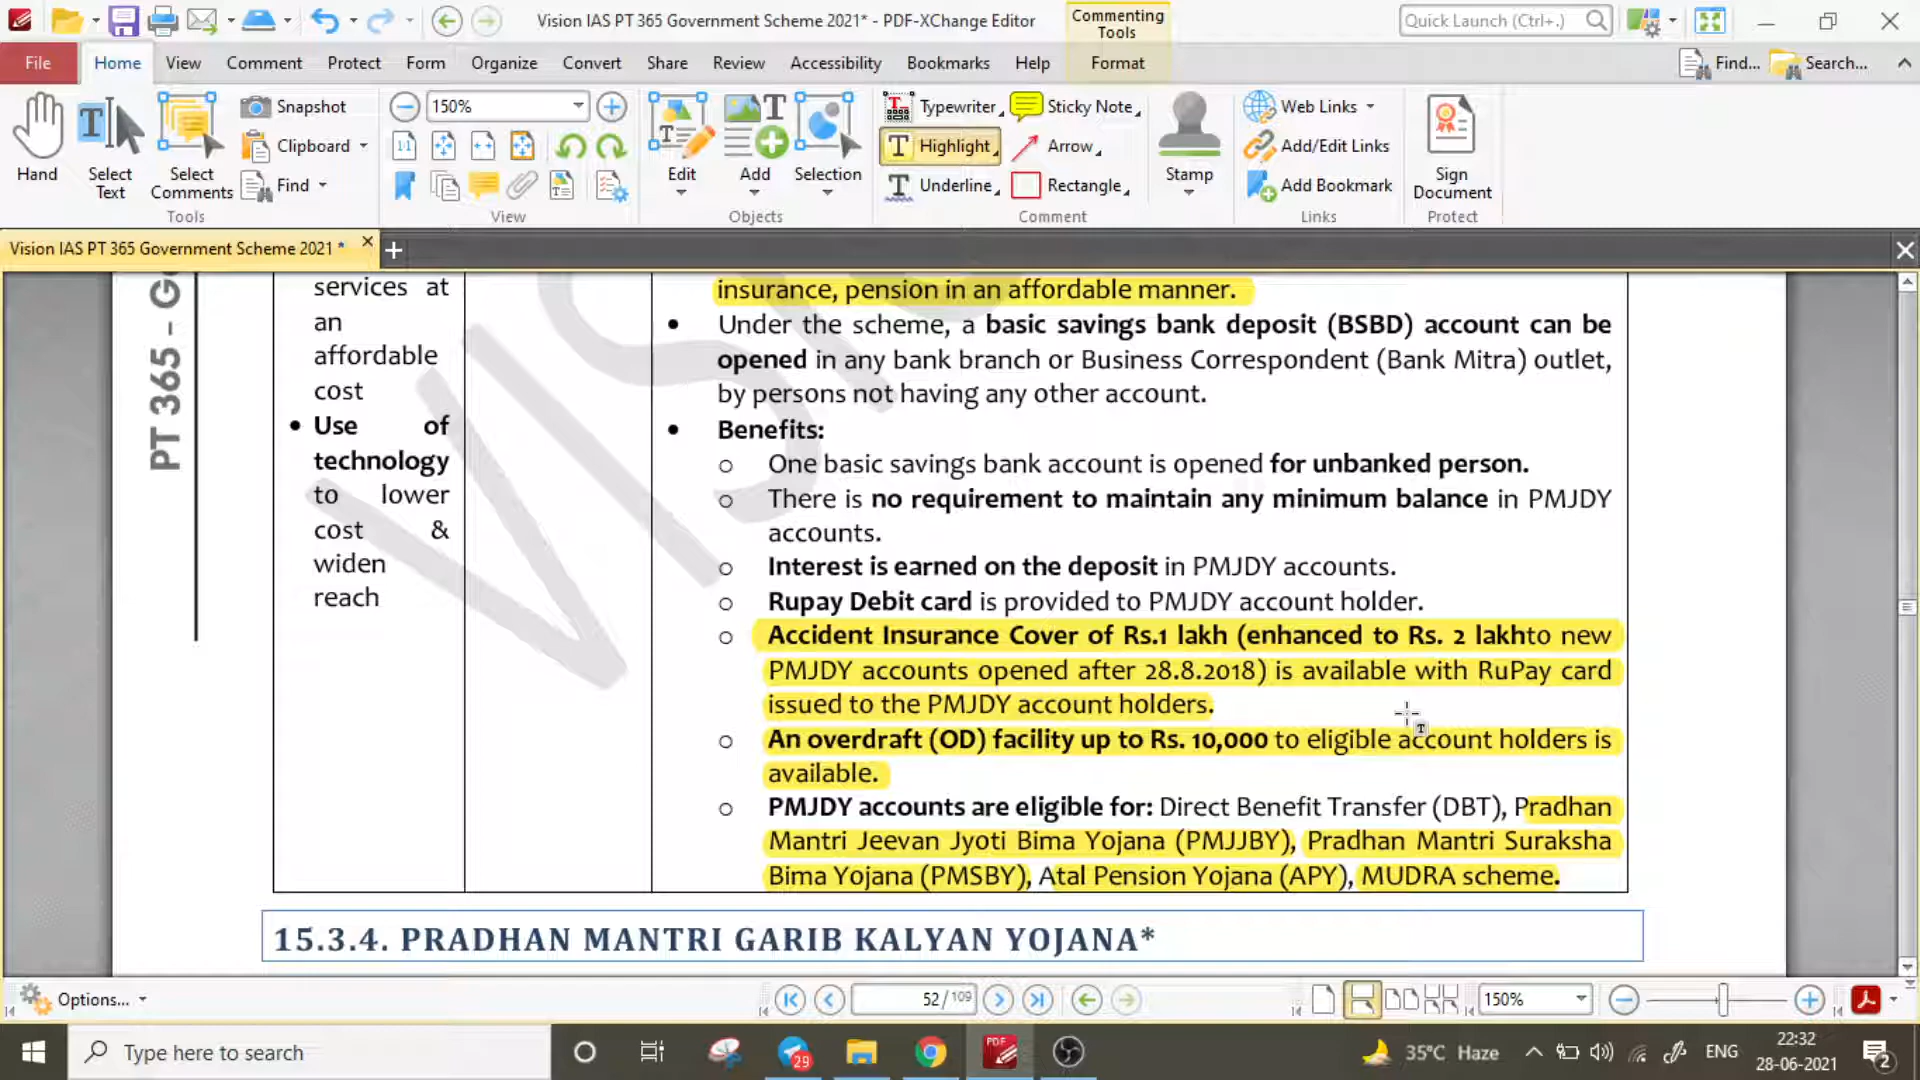 Vision IAS PT 365 Government Scheme 2021* - PDF-XChange Editor
Commenting Tools
Quick Launch (Ctrl+.)
File Home View Comment Protect Form Organize Convert Share Review Accessibility Bookmarks Help Format Find... Search...
Hand
Select Text
Select Comments
Snapshot
Clipboard
Find
Tools
150%
View
Edit
Add
Selection
Objects
Typewriter
Highlight
Underline
Sticky Note
Arrow
Rectangle
Stamp
Comment
Web Links
Add/Edit Links
Add Bookmark
Links
Sign Document
Protect
Vision IAS PT 365 Government Scheme 2021 *
PT 365 - G
services at
an
affordable
cost
• Use of
technology
to lower
cost &
widen
reach
VISI
insurance, pension in an affordable manner.
• Under the scheme, a basic savings bank deposit (BSBD) account can be
opened in any bank branch or Business Correspondent (Bank Mitra) outlet,
by persons not having any other account.
• Benefits:
o One basic savings bank account is opened for unbanked person.
o There is no requirement to maintain any minimum balance in PMJDY
accounts.
o Interest is earned on the deposit in PMJDY accounts.
o Rupay Debit card is provided to PMJDY account holder.
o Accident Insurance Cover of Rs.1 lakh (enhanced to Rs. 2 lakhto new
PMJDY accounts opened after 28.8.2018) is available with RuPay card
issued to the PMJDY account holders.
o An overdraft (OD) facility up to Rs. 10,000 to eligible account holders is
available.
o PMJDY accounts are eligible for: Direct Benefit Transfer (DBT), Pradhan
Mantri Jeevan Jyoti Bima Yojana (PMJJBY), Pradhan Mantri Suraksha
Bima Yojana (PMSBY), Atal Pension Yojana (APY), MUDRA scheme.
15.3.4. PRADHAN MANTRI GARIB KALYAN YOJANA*
Options...
52 / 109
150%
Type here to search
29
PDF
35°C Haze
ENG
22:32
28-06-2021
2